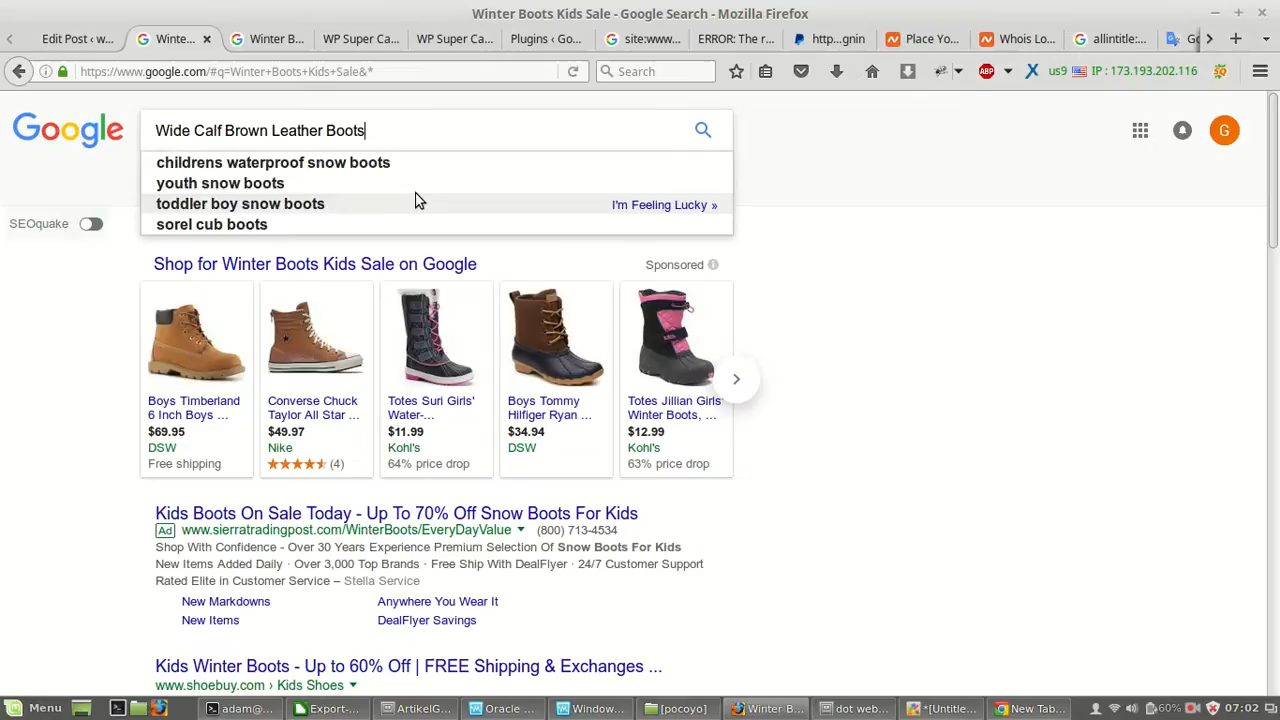 Winter Boots Kids Sale - Google Search - Mozilla Firefox
Edit Post ‹ w...
Winte...
Winter B...
WP Super Ca...
WP Super Ca...
Plugins ‹ Go...
site:www...
ERROR: The r...
http...gnin
Place Yo...
Whois Lo...
allintitle:...
Go
https://www.google.com/#q=Winter+Boots+Kids+Sale&*
Search
ABP
us9
IP : 173.193.202.116
Google
Wide Calf Brown Leather Boots
G
childrens waterproof snow boots
youth snow boots
toddler boy snow boots
I'm Feeling Lucky »
sorel cub boots
SEOquake
Shop for Winter Boots Kids Sale on Google
Sponsored
Boys Timberland
6 Inch Boys ...
$69.95
DSW
Free shipping
Converse Chuck
Taylor All Star ...
$49.97
Nike
(4)
Totes Suri Girls'
Water-...
$11.99
Kohl's
64% price drop
Boys Tommy
Hilfiger Ryan ...
$34.94
DSW
Totes Jillian Girls'
Winter Boots, ...
$12.99
Kohl's
63% price drop
Kids Boots On Sale Today - Up To 70% Off Snow Boots For Kids
Ad www.sierratradingpost.com/WinterBoots/EveryDayValue (800) 713-4534
Shop With Confidence - Over 30 Years Experience Premium Selection Of Snow Boots For Kids
New Items Added Daily · Over 3,000 Top Brands · Free Ship With DealFlyer · 24/7 Customer Support
Rated Elite in Customer Service – Stella Service
New Markdowns
Anywhere You Wear It
New Items
DealFlyer Savings
Kids Winter Boots - Up to 60% Off | FREE Shipping & Exchanges ...
www.shoebuy.com › Kids Shoes
Menu
adam@...
Export-...
ArtikelG...
Oracle ...
Window...
[pocoyo]
Winter B...
dot web...
*[Untitle...
New Tab...
60%
07:02